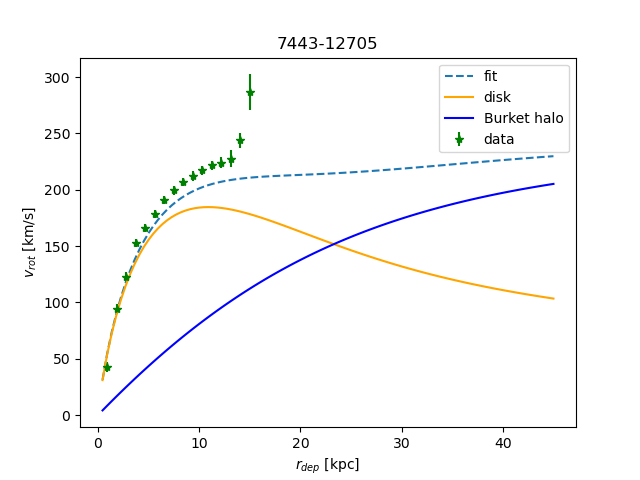 7443-12705
fit
disk
Burket halo
data
300
250
200
150
100
50
0
v_rot [km/s]
0 10 20 30 40
r_dep [kpc]